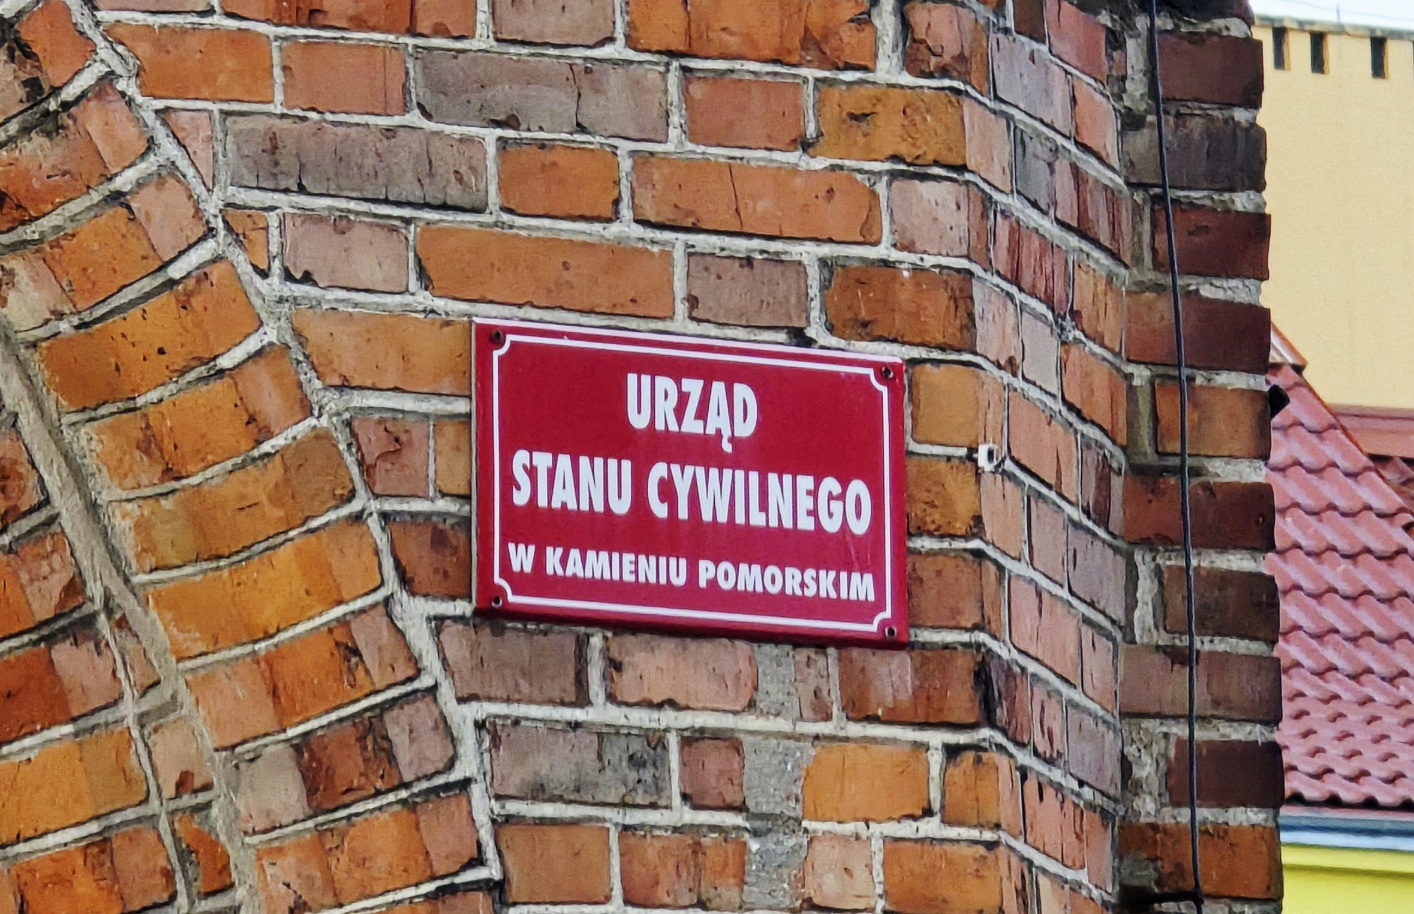 URZĄD
STANU CYWILNEGO
W KAMIENIU POMORSKIM